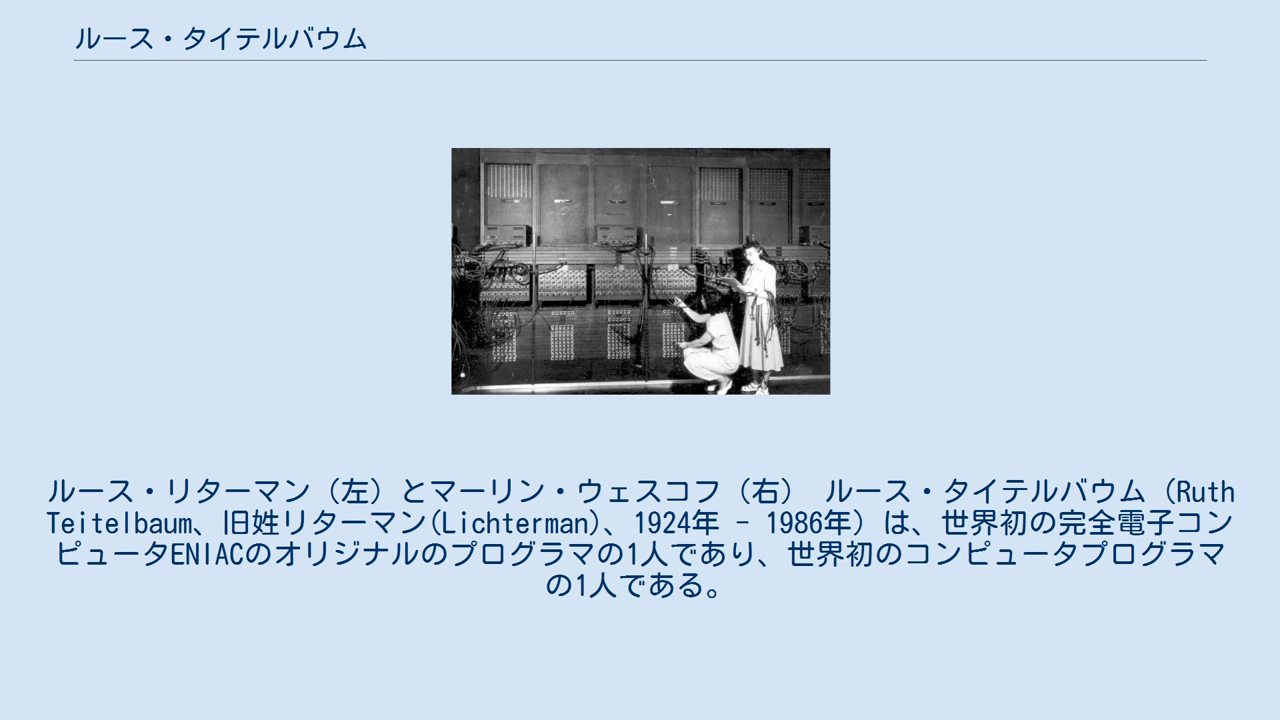 ルース・タイテルバウム
ルース・リターマン（左）とマーリン・ウェスコフ（右） ルース・タイテルバウム（Ruth
Teitelbaum、旧姓リターマン(Lichterman)、1924年 - 1986年）は、世界初の完全電子コン
ピュータENIACのオリジナルのプログラマの1人であり、世界初のコンピュータプログラマ
の1人である。